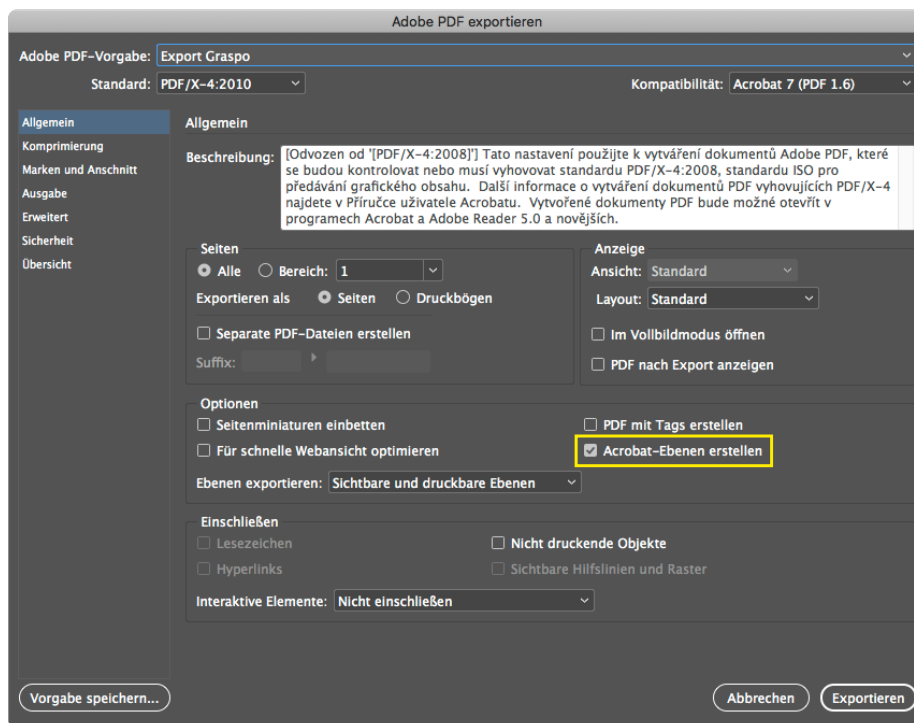 Adobe PDF exportieren
Adobe PDF-Vorgabe: Export Graspo
Standard: PDF/X-4:2010 Kompatibilität: Acrobat 7 (PDF 1.6)
Allgemein
Komprimierung
Marken und Anschnitt
Ausgabe
Erweitert
Sicherheit
Übersicht
Allgemein
Beschreibung: [Odvozen od '[PDF/X-4:2008]'] Tato nastavení použijte k vytváření dokumentů Adobe PDF, které
se budou kontrolovat nebo musí vyhovovat standardu PDF/X-4:2008, standardu ISO pro
předávání grafického obsahu. Další informace o vytváření dokumentů PDF vyhovujících PDF/X-4
najdete v Příručce uživatele Acrobatu. Vytvořené dokumenty PDF bude možné otevřít v
programech Acrobat a Adobe Reader 5.0 a novějších.
Seiten
Alle Bereich: 1
Exportieren als Seiten Druckbögen
Separate PDF-Dateien erstellen
Suffix:
Anzeige
Ansicht: Standard
Layout: Standard
Im Vollbildmodus öffnen
PDF nach Export anzeigen
Optionen
Seitenminiaturen einbetten PDF mit Tags erstellen
Für schnelle Webansicht optimieren Acrobat-Ebenen erstellen
Ebenen exportieren: Sichtbare und druckbare Ebenen
Einschließen
Lesezeichen Nicht druckende Objekte
Hyperlinks Sichtbare Hilfslinien und Raster
Interaktive Elemente: Nicht einschließen
Vorgabe speichern... Abbrechen Exportieren